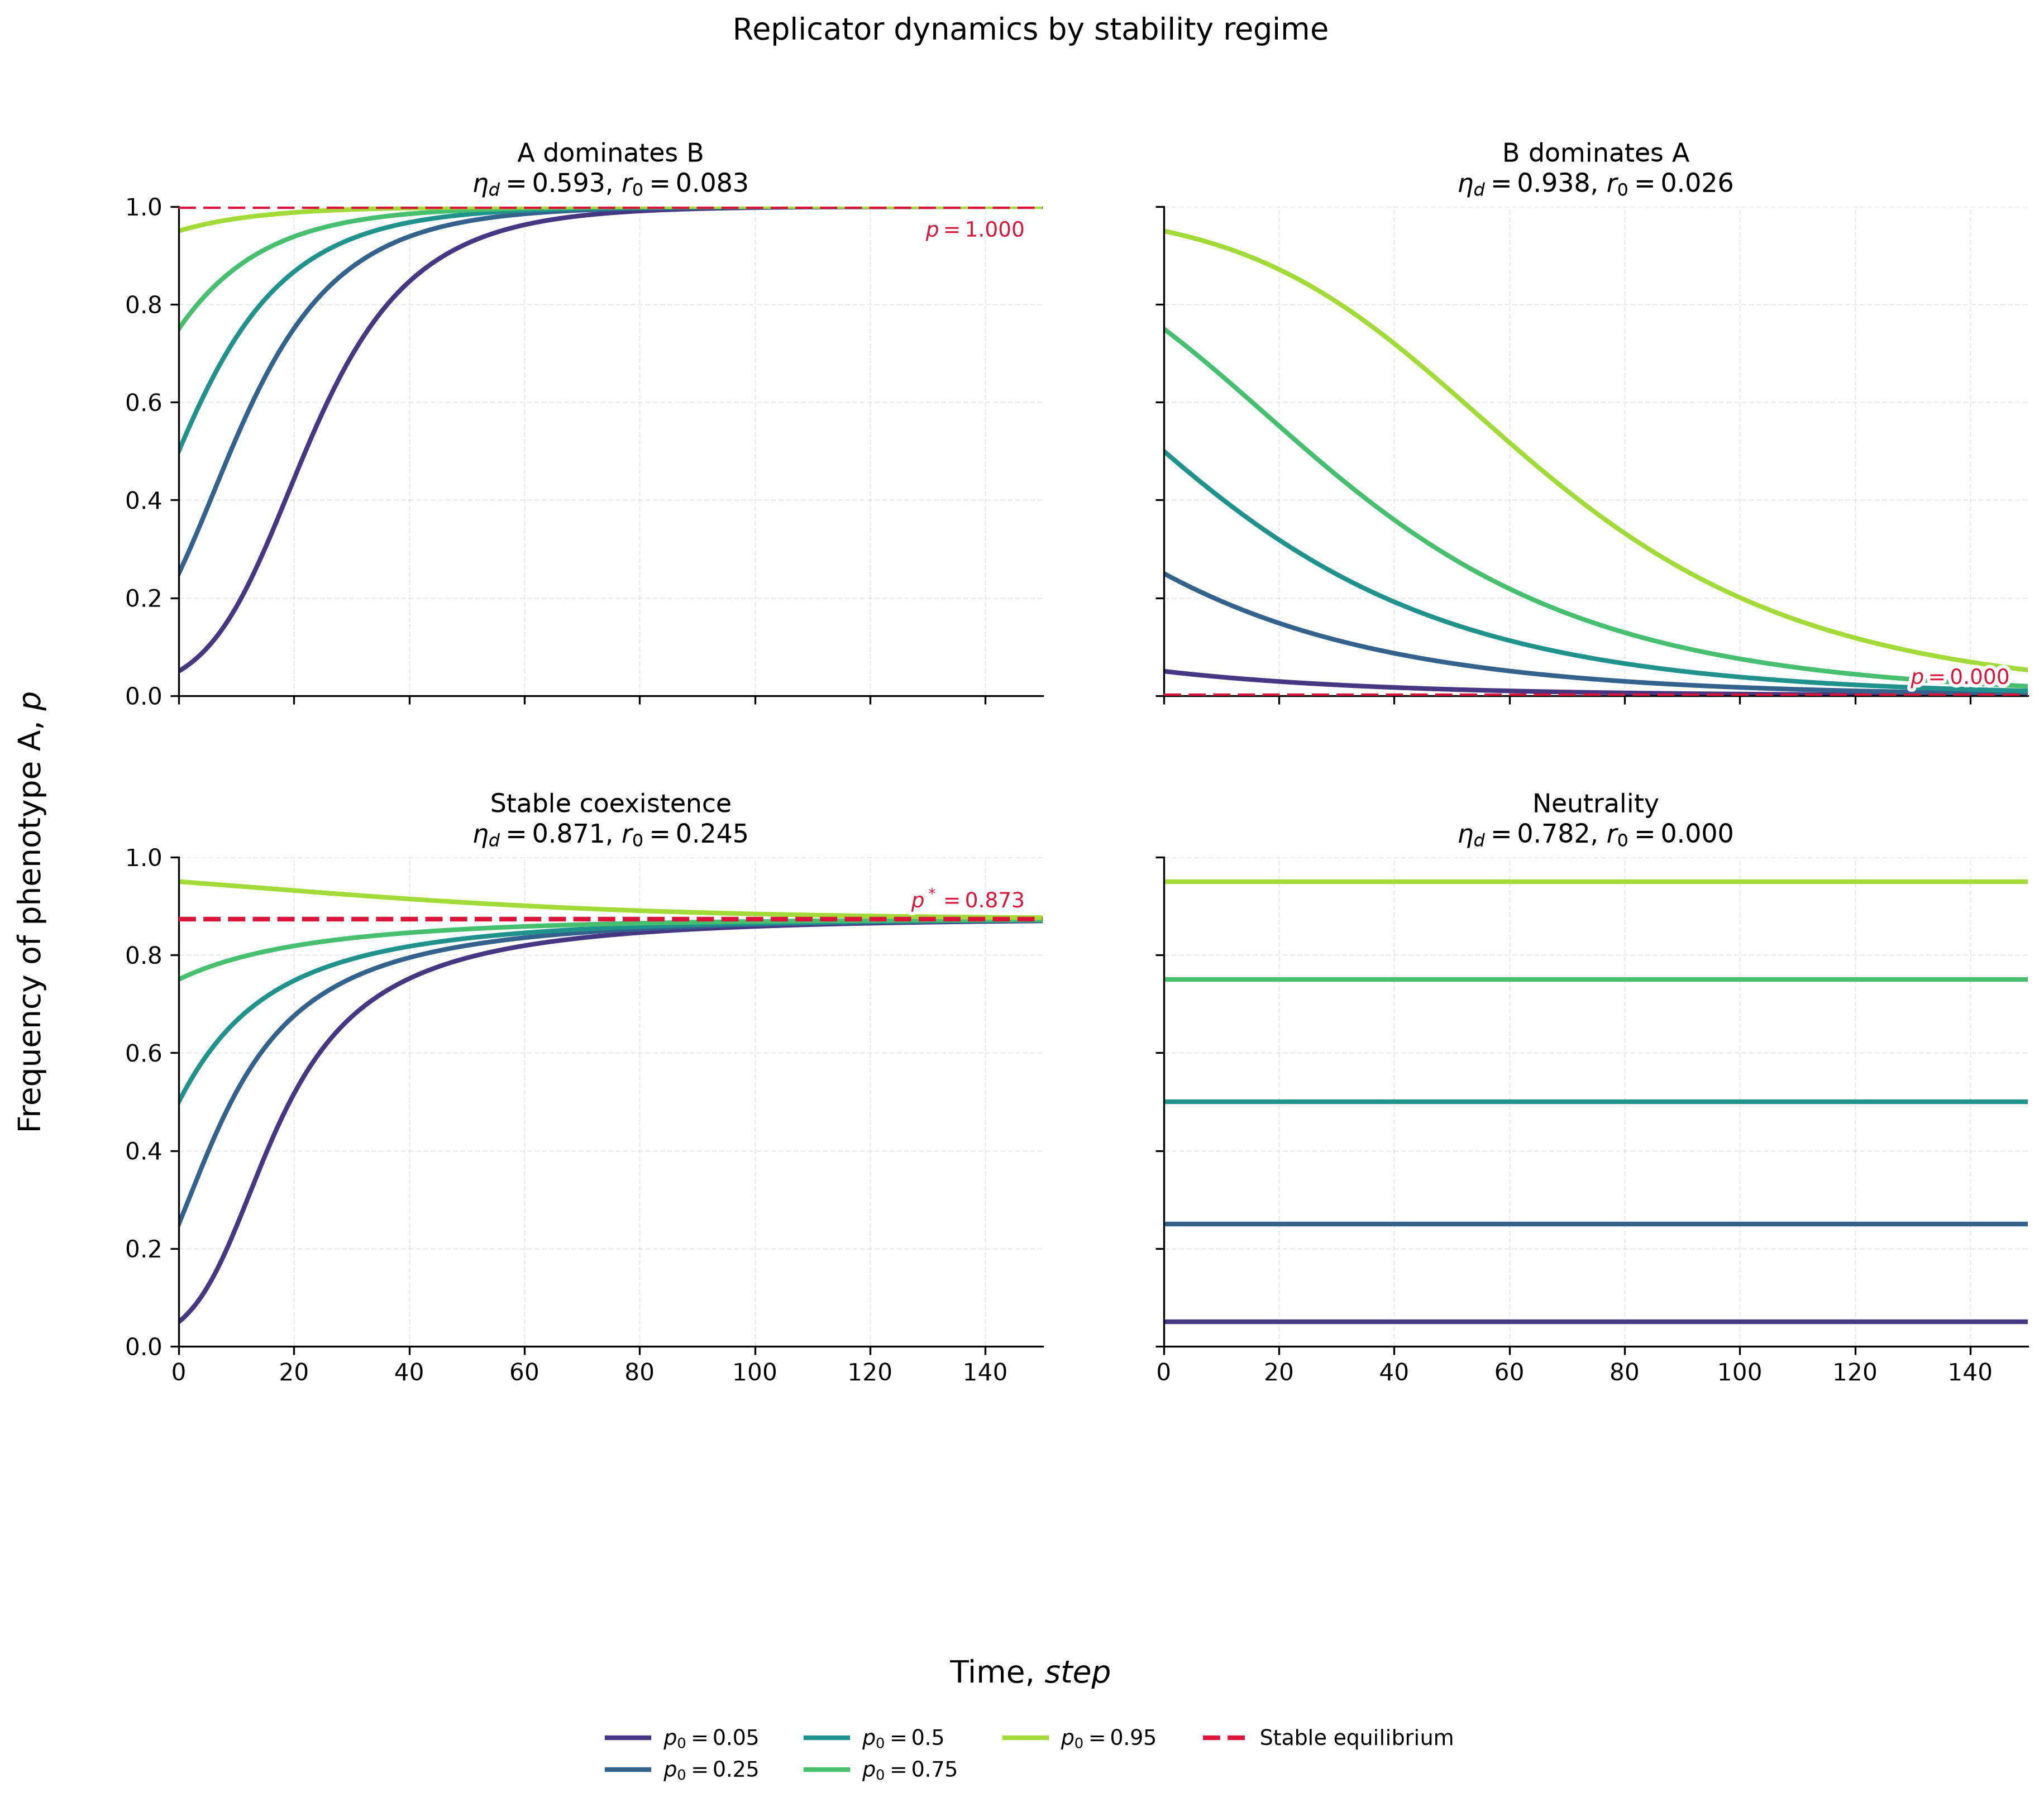 Replicator dynamics by stability regime
A dominates B
η_d = 0.593, r_0 = 0.083
1.0
0.8
0.6
0.4
0.2
0.0
p = 1.000
B dominates A
η_d = 0.938, r_0 = 0.026
p = 0.000
Frequency of phenotype A, p
Stable coexistence
η_d = 0.871, r_0 = 0.245
1.0
0.8
0.6
0.4
0.2
0.0
p* = 0.873
0 20 40 60 80 100 120 140
Neutrality
η_d = 0.782, r_0 = 0.000
0 20 40 60 80 100 120 140
Time, step
p_0 = 0.05
p_0 = 0.25
p_0 = 0.5
p_0 = 0.75
p_0 = 0.95
Stable equilibrium